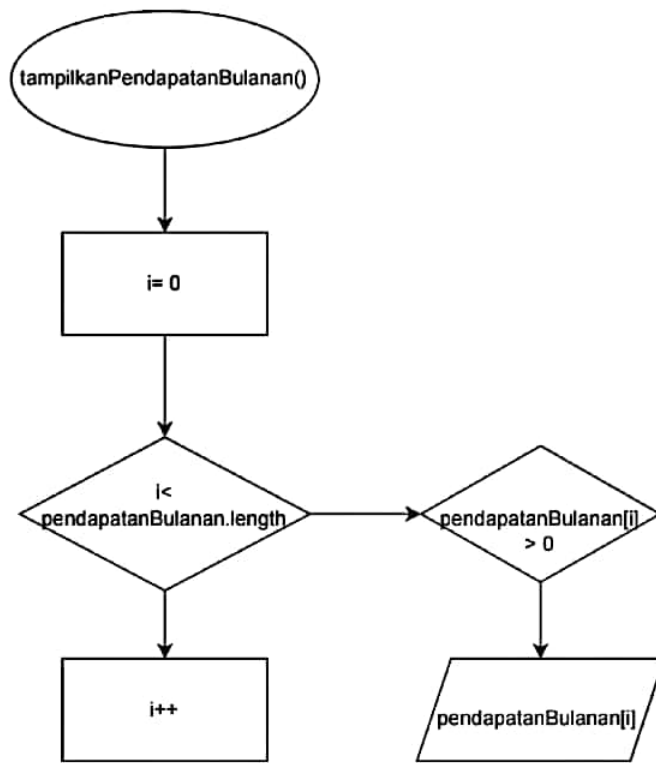 tampilkanPendapatanBulanan()
i= 0
i<
pendapatanBulanan.length
pendapatanBulanan[i]
> 0
i++
pendapatanBulanan[i]